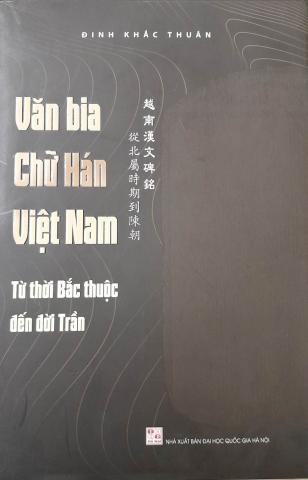 ĐINH KHẮC THUÂN
Văn bia
Chữ Hán
Việt Nam
Từ thời Bắc thuộc
đến đời Trần
越南漢文碑銘
從北屬時期到陳朝
NHÀ XUẤT BẢN ĐẠI HỌC QUỐC GIA HÀ NỘI